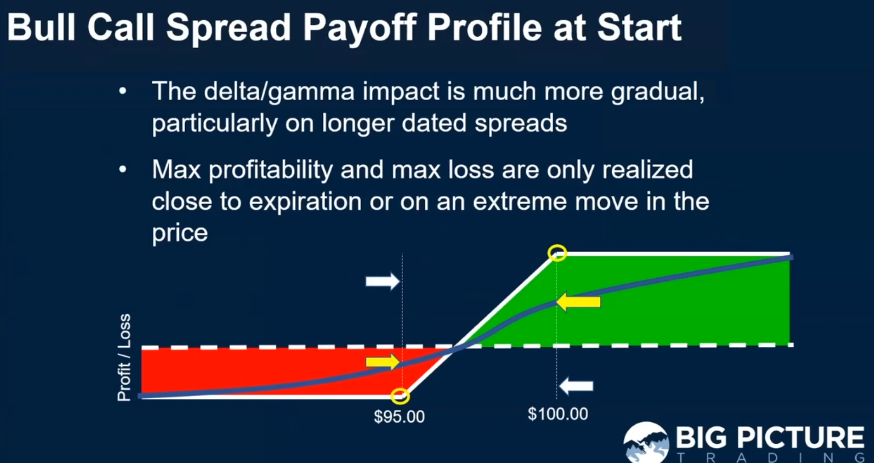 Bull Call Spread Payoff Profile at Start
• The delta/gamma impact is much more gradual,
particularly on longer dated spreads
• Max profitability and max loss are only realized
close to expiration or on an extreme move in the
price
Profit / Loss
$95.00
$100.00
BIG PICTURE
TRADING